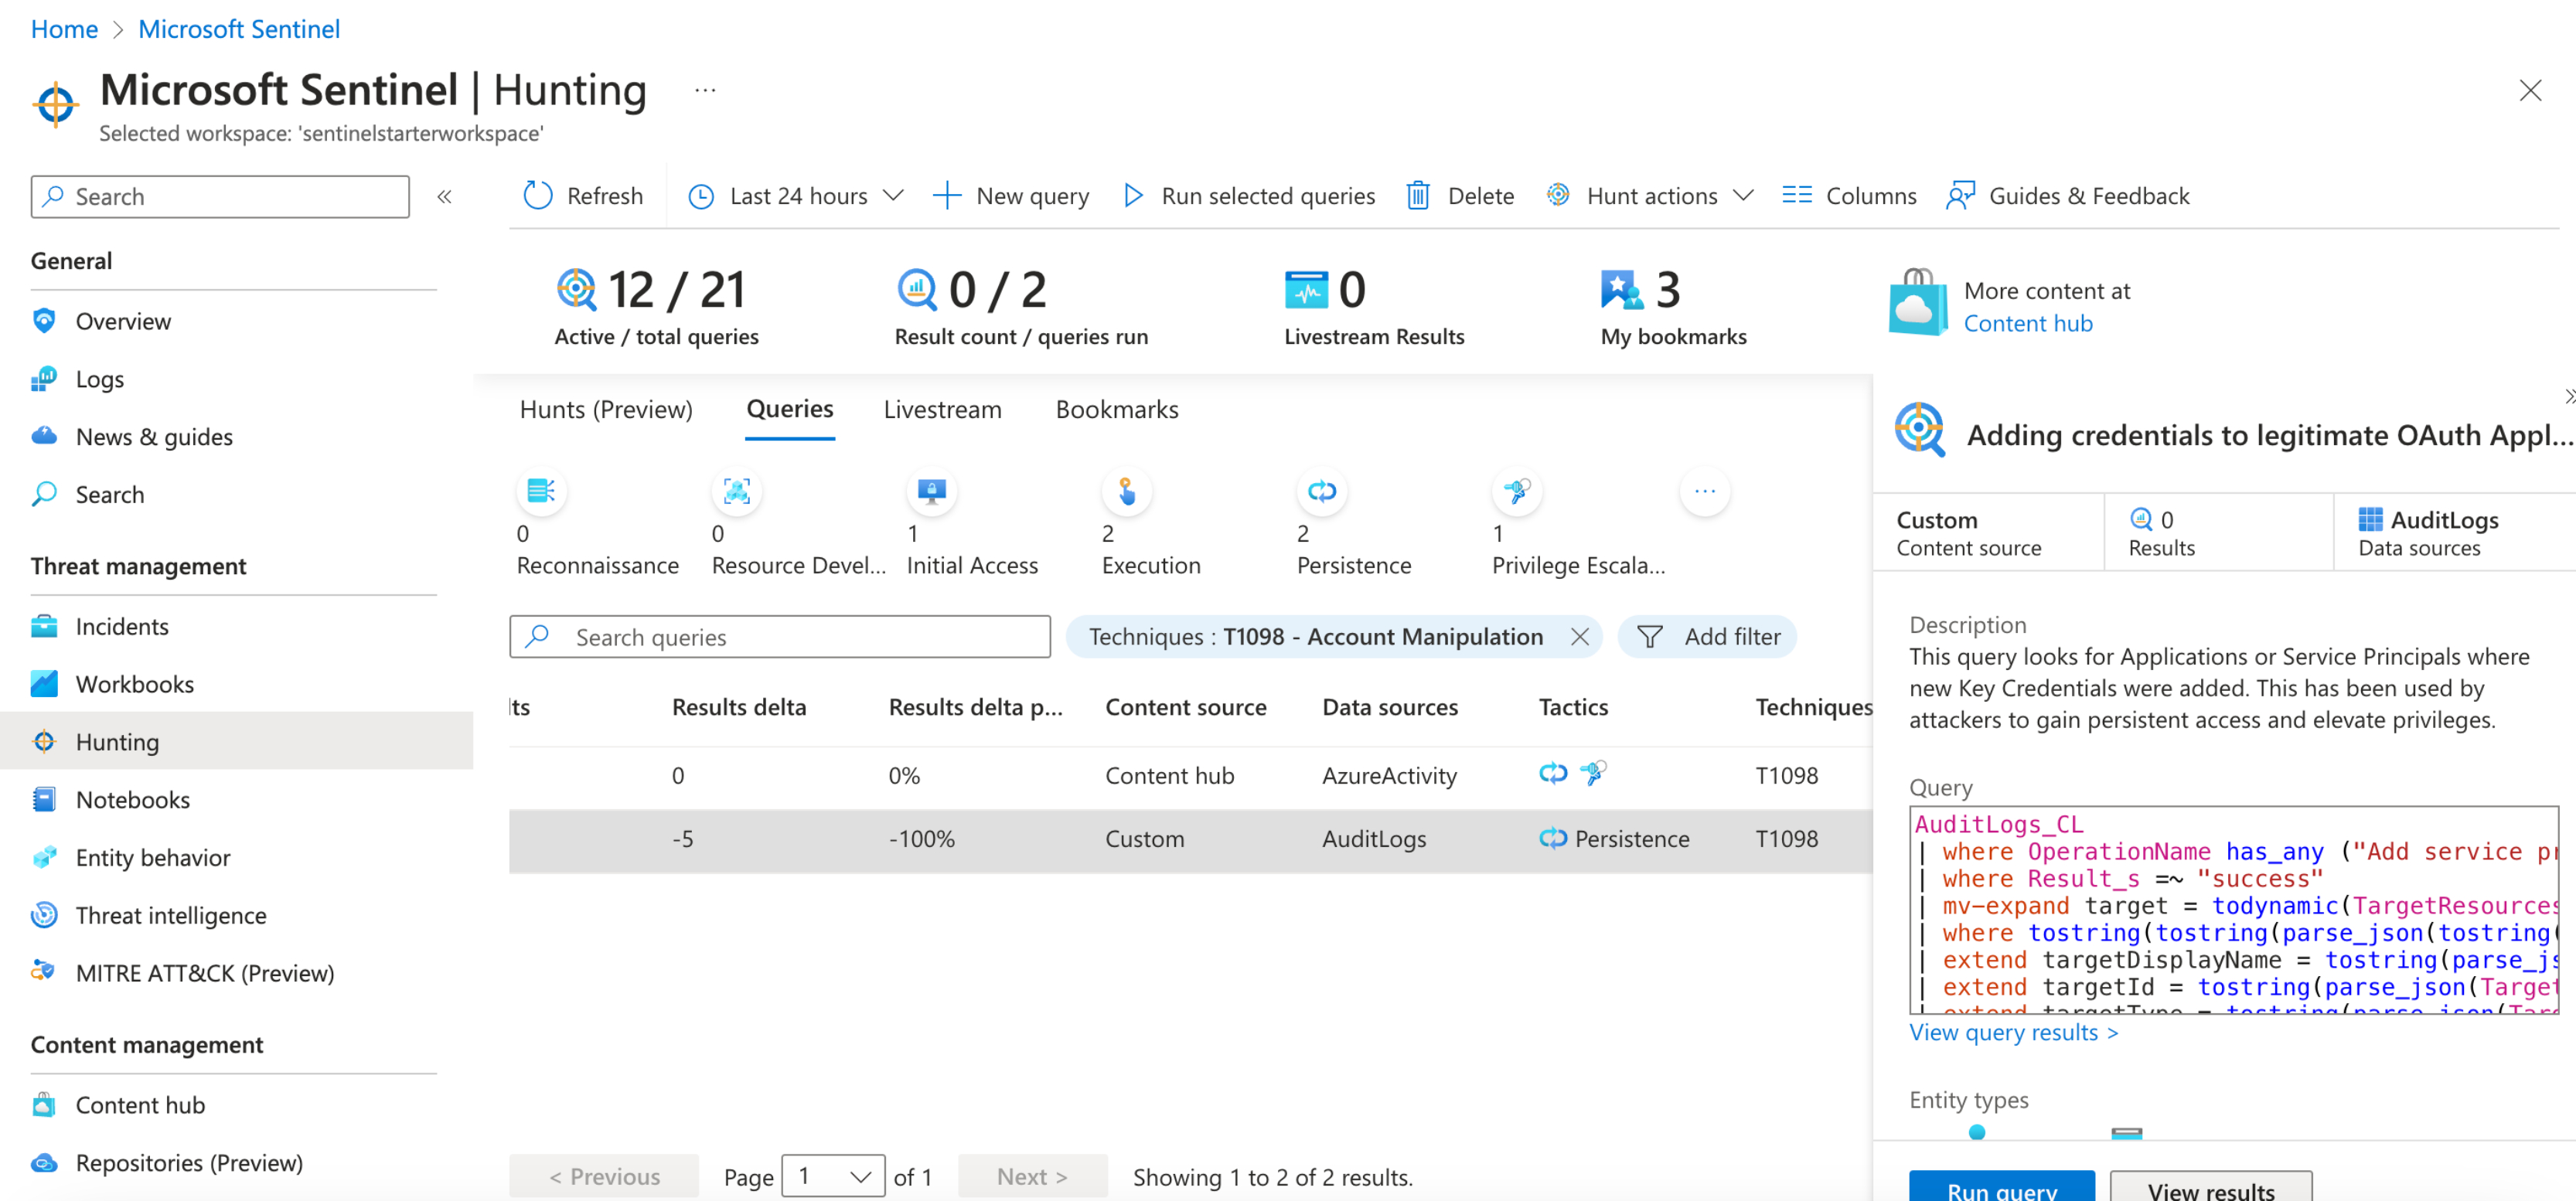 Home > Microsoft Sentinel
Microsoft Sentinel | Hunting ...
Selected workspace: 'sentinelstarterworkspace'
Search «
General
Overview
Logs
News & guides
Search
Threat management
Incidents
Workbooks
Hunting
Notebooks
Entity behavior
Threat intelligence
MITRE ATT&CK (Preview)
Content management
Content hub
Repositories (Preview)
Refresh Last 24 hours New query Run selected queries Delete Hunt actions Columns Guides & Feedback
12 / 21
Active / total queries
0 / 2
Result count / queries run
0
Livestream Results
3
My bookmarks
More content at
Content hub
Hunts (Preview) Queries Livestream Bookmarks
0
Reconnaissance
0
Resource Devel...
1
Initial Access
2
Execution
2
Persistence
1
Privilege Escala...
...
Search queries Techniques : T1098 - Account Manipulation Add filter
lts Results delta Results delta p... Content source Data sources Tactics Techniques
0 0% Content hub AzureActivity T1098
-5 -100% Custom AuditLogs Persistence T1098
< Previous Page 1 of 1 Next > Showing 1 to 2 of 2 results.
»
Adding credentials to legitimate OAuth Appl...
Custom
Content source
0
Results
AuditLogs
Data sources
Description
This query looks for Applications or Service Principals where
new Key Credentials were added. This has been used by
attackers to gain persistent access and elevate privileges.
Query
AuditLogs_CL
| where OperationName has_any ("Add service pr
| where Result_s =~ "success"
| mv-expand target = todynamic(TargetResources
| where tostring(tostring(parse_json(tostring(
| extend targetDisplayName = tostring(parse_js
| extend targetId = tostring(parse_json(Target
| extend targetType = tostring(parse_json(Targ
View query results >
Entity types
Run query View results